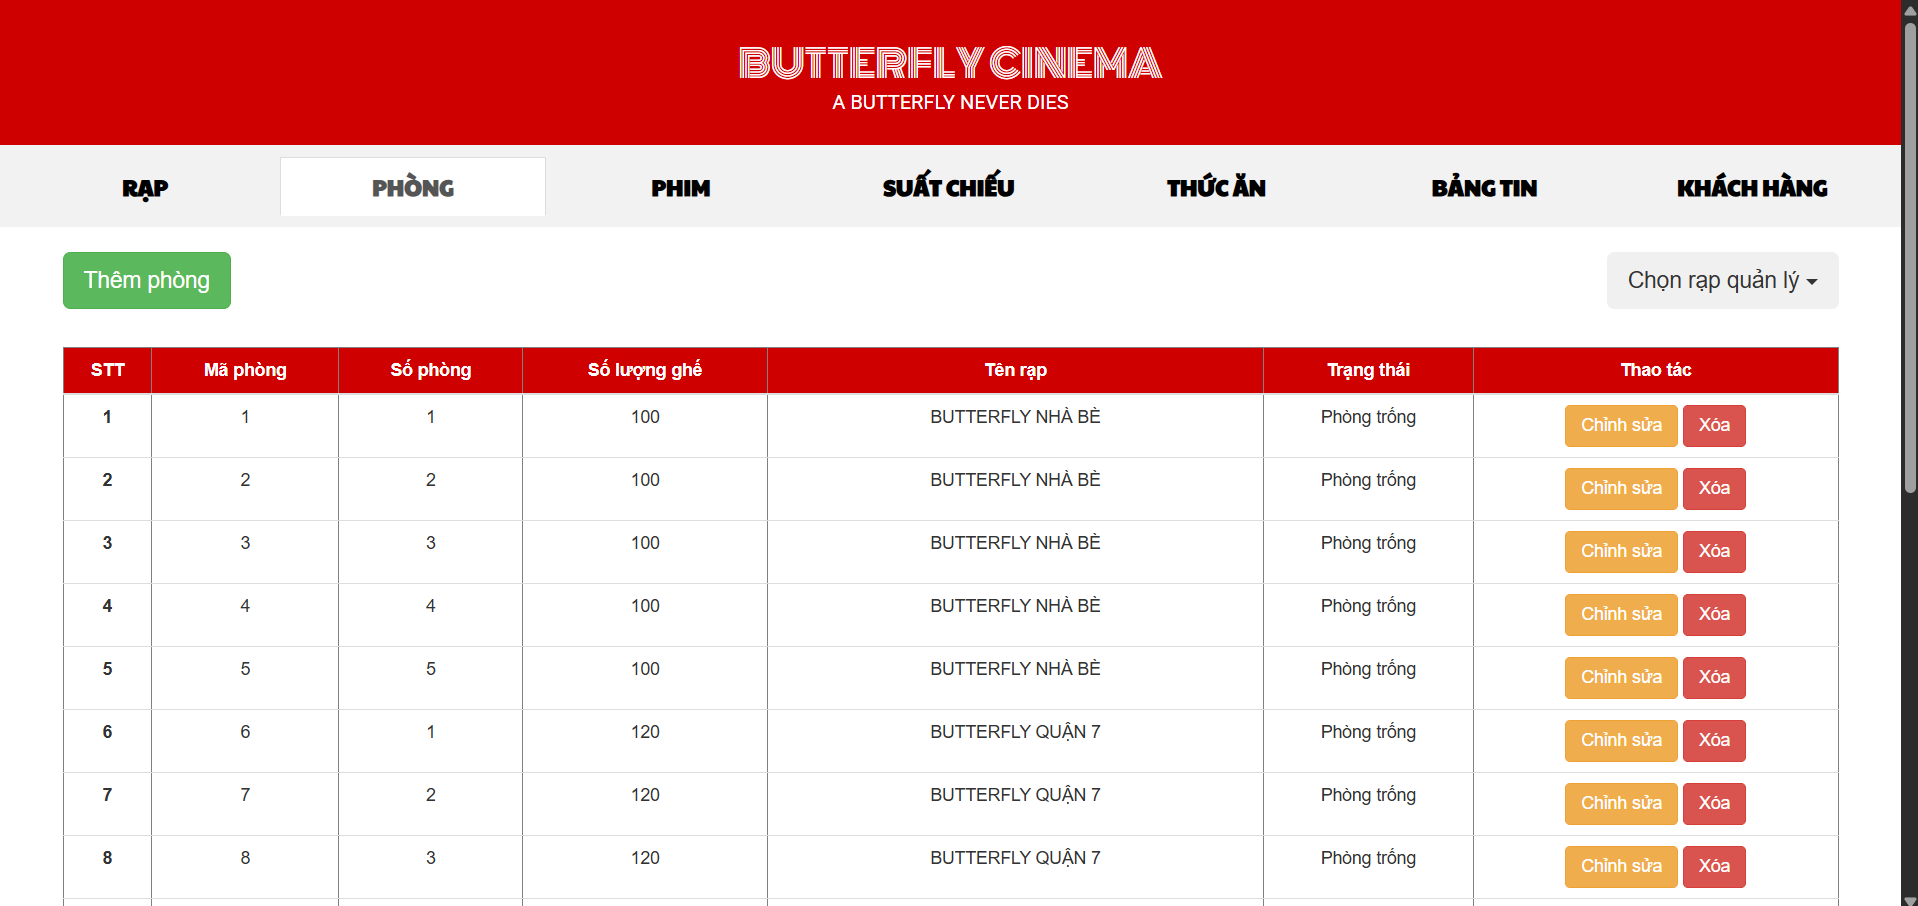 BUTTERFLY CINEMA
A BUTTERFLY NEVER DIES
RẠP PHÒNG PHIM SUẤT CHIẾU THỨC ĂN BẢNG TIN KHÁCH HÀNG
Thêm phòng Chọn rạp quản lý
STT Mã phòng Số phòng Số lượng ghế Tên rạp Trạng thái Thao tác
1 1 1 100 BUTTERFLY NHÀ BÈ Phòng trống Chỉnh sửa Xóa
2 2 2 100 BUTTERFLY NHÀ BÈ Phòng trống Chỉnh sửa Xóa
3 3 3 100 BUTTERFLY NHÀ BÈ Phòng trống Chỉnh sửa Xóa
4 4 4 100 BUTTERFLY NHÀ BÈ Phòng trống Chỉnh sửa Xóa
5 5 5 100 BUTTERFLY NHÀ BÈ Phòng trống Chỉnh sửa Xóa
6 6 1 120 BUTTERFLY QUẬN 7 Phòng trống Chỉnh sửa Xóa
7 7 2 120 BUTTERFLY QUẬN 7 Phòng trống Chỉnh sửa Xóa
8 8 3 120 BUTTERFLY QUẬN 7 Phòng trống Chỉnh sửa Xóa